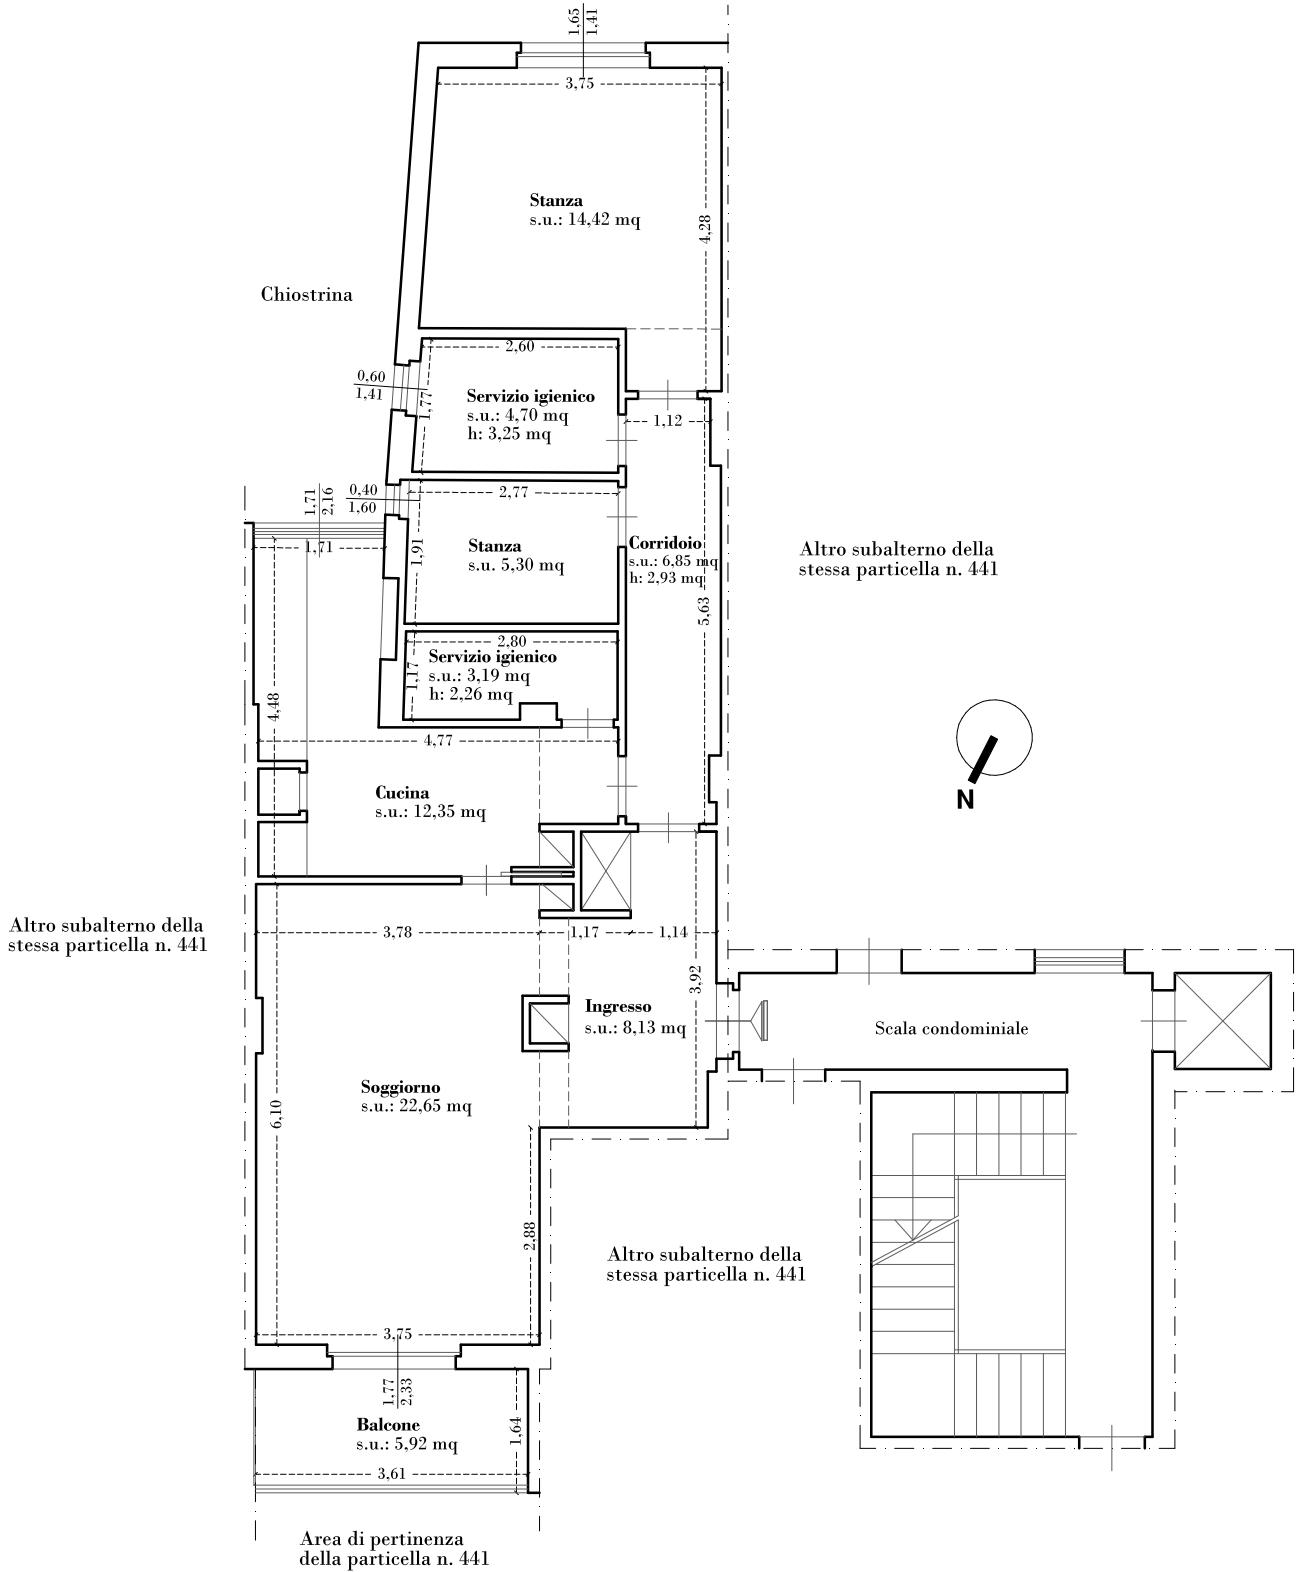 1,65
1,41
3,75
Stanza
s.u.: 14,42 mq
4,28
Chiostrina
2,60
0,60
1,41
1,77
Servizio igienico
s.u.: 4,70 mq
h: 3,25 mq
1,12
1,71
2,16
0,40
1,60
2,77
1,71
1,91
Stanza
s.u. 5,30 mq
Corridoio
s.u.: 6,85 mq
h: 2,93 mq
5,63
Altro subalterno della
stessa particella n. 441
2,80
Servizio igienico
s.u.: 3,19 mq
h: 2,26 mq
1,17
4,48
4,77
Cucina
s.u.: 12,35 mq
N
Altro subalterno della
stessa particella n. 441
3,78
1,17
1,14
3,92
Ingresso
s.u.: 8,13 mq
Scala condominiale
Soggiorno
s.u.: 22,65 mq
6,10
2,88
Altro subalterno della
stessa particella n. 441
3,75
1,77
2,33
Balcone
s.u.: 5,92 mq
1,64
3,61
Area di pertinenza
della particella n. 441